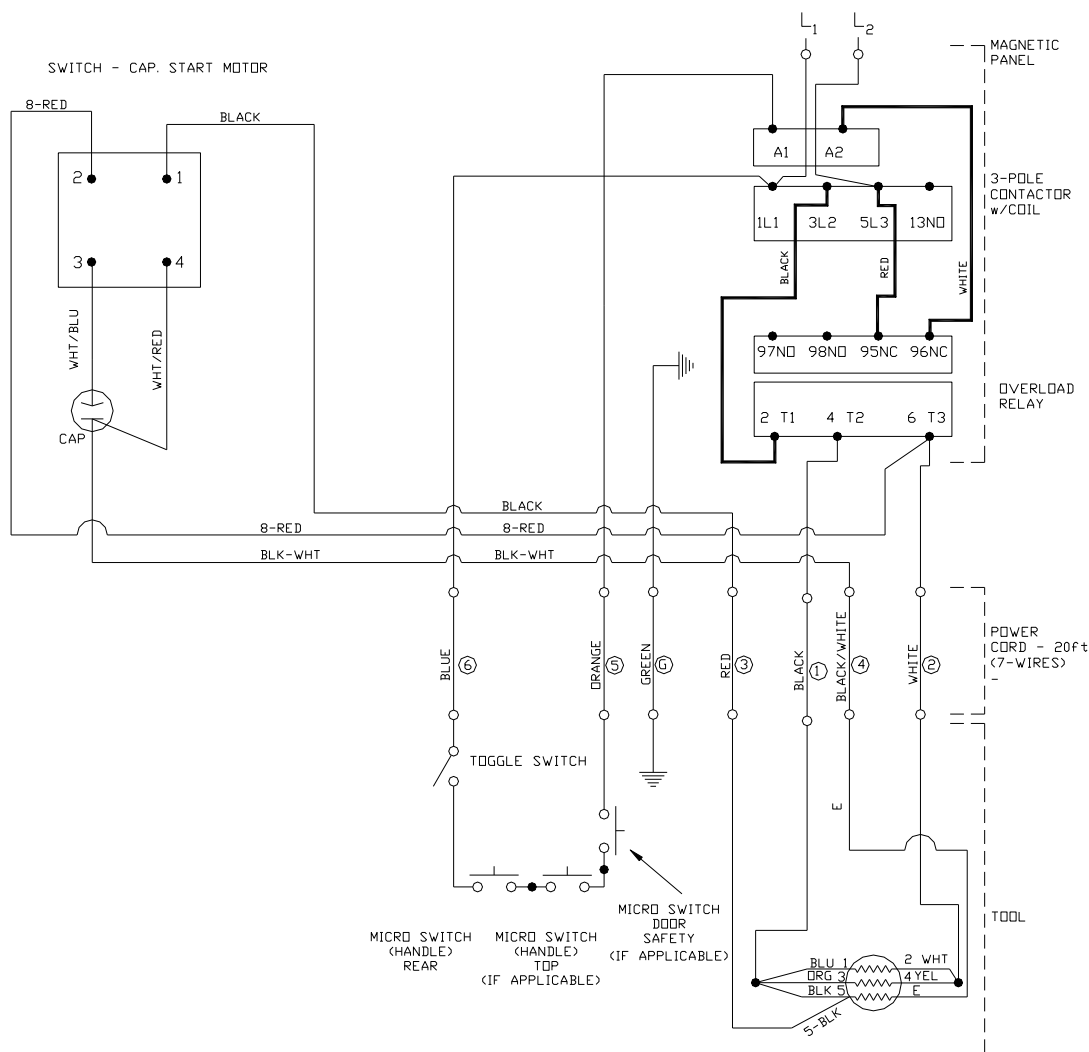 L1
L2
MAGNETIC
PANEL
SWITCH - CAP. START MOTOR
8-RED
BLACK
A1
A2
2
1
3-POLE
CONTACTOR
W/COIL
1L1
3L2
5L3
13NO
3
4
BLACK
RED
WHITE
WHT/BLU
WHT/RED
97NO
98NO
95NC
96NC
OVERLOAD
RELAY
2 T1
4 T2
6 T3
CAP
BLACK
8-RED
8-RED
BLK-WHT
BLK-WHT
BLUE
6
ORANGE
5
GREEN
G
RED
3
BLACK
1
BLACK/WHITE
4
WHITE
2
POWER
CORD - 20ft
(7-WIRES)
-
TOGGLE SWITCH
E
MICRO SWITCH
DOOR
SAFETY
(IF APPLICABLE)
TOOL
MICRO SWITCH
(HANDLE)
REAR
MICRO SWITCH
(HANDLE)
TOP
(IF APPLICABLE)
BLU 1
2 WHT
ORG 3
4 YEL
BLK 5
E
5-BLK